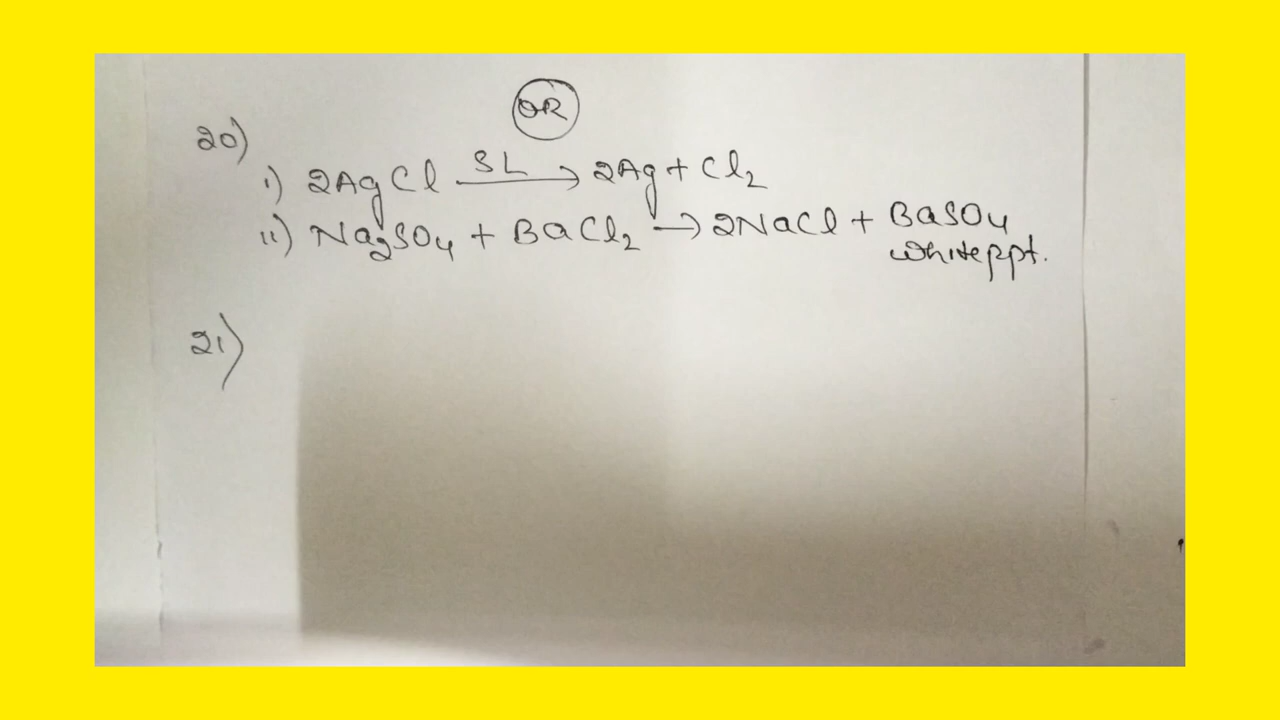 OR
20)
i) 2AgCl SL → 2Ag + Cl2
ii) Na2SO4 + BaCl2 → 2NaCl + BaSO4
white ppt.
21)